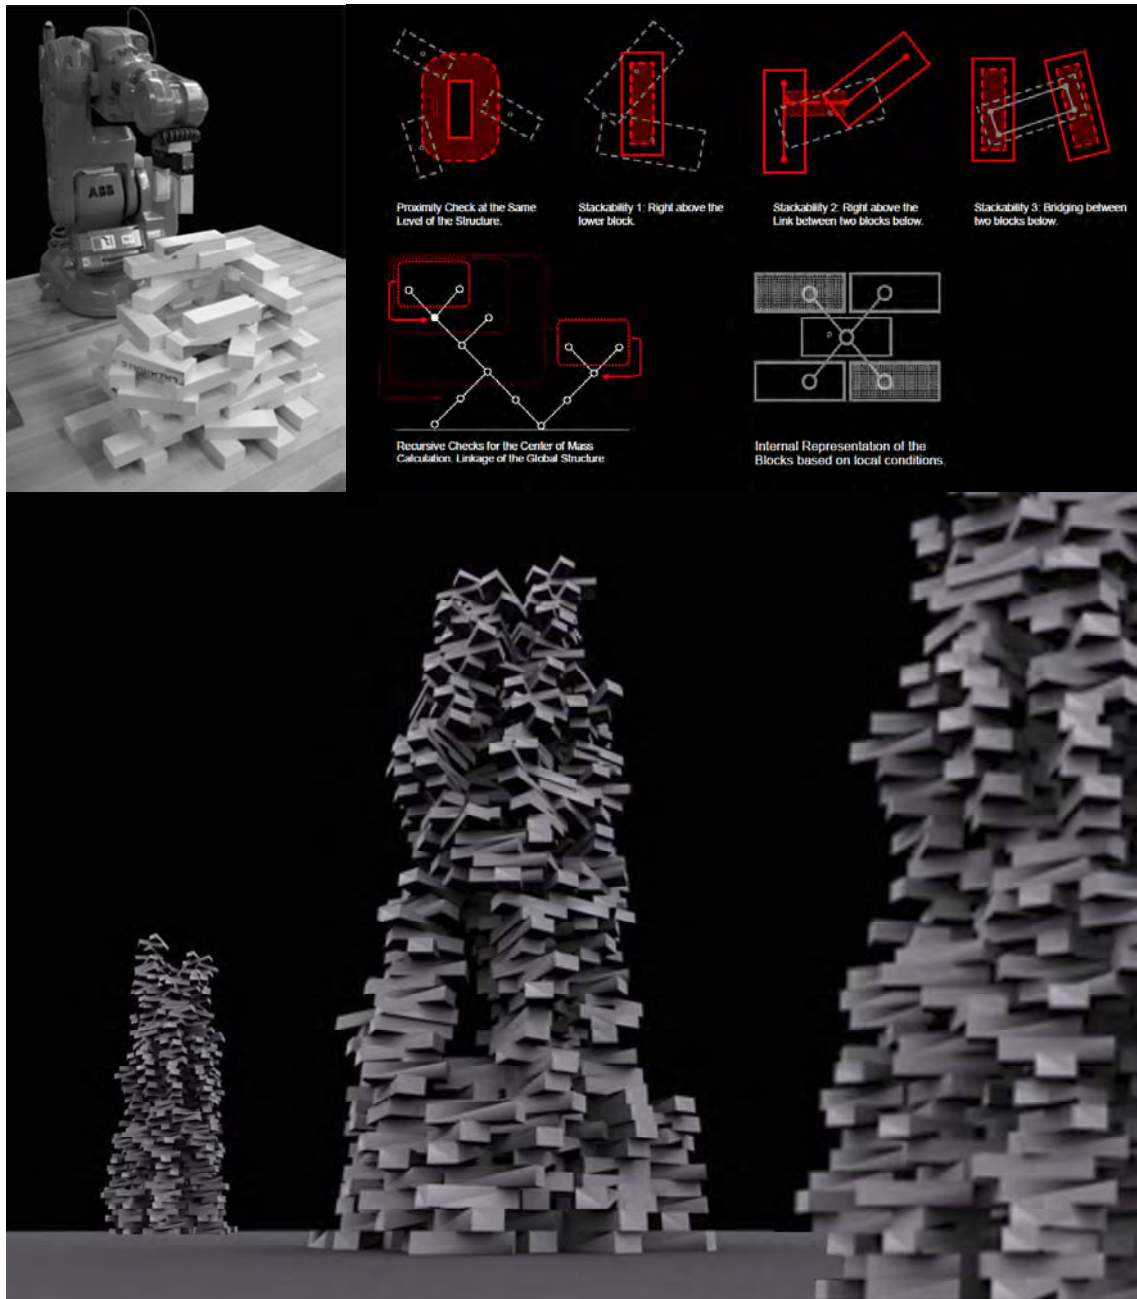 ABB
Proximity Check at the Same
Level of the Structure.
Stackability 1: Right above the
lower block.
Stackability 2: Right above the
Link between two blocks below.
Stackability 3: Bridging between
two blocks below.
Recursive Checks for the Center of Mass
Calculation. Linkage of the Global Structure
P
Internal Representation of the
Blocks based on local conditions.